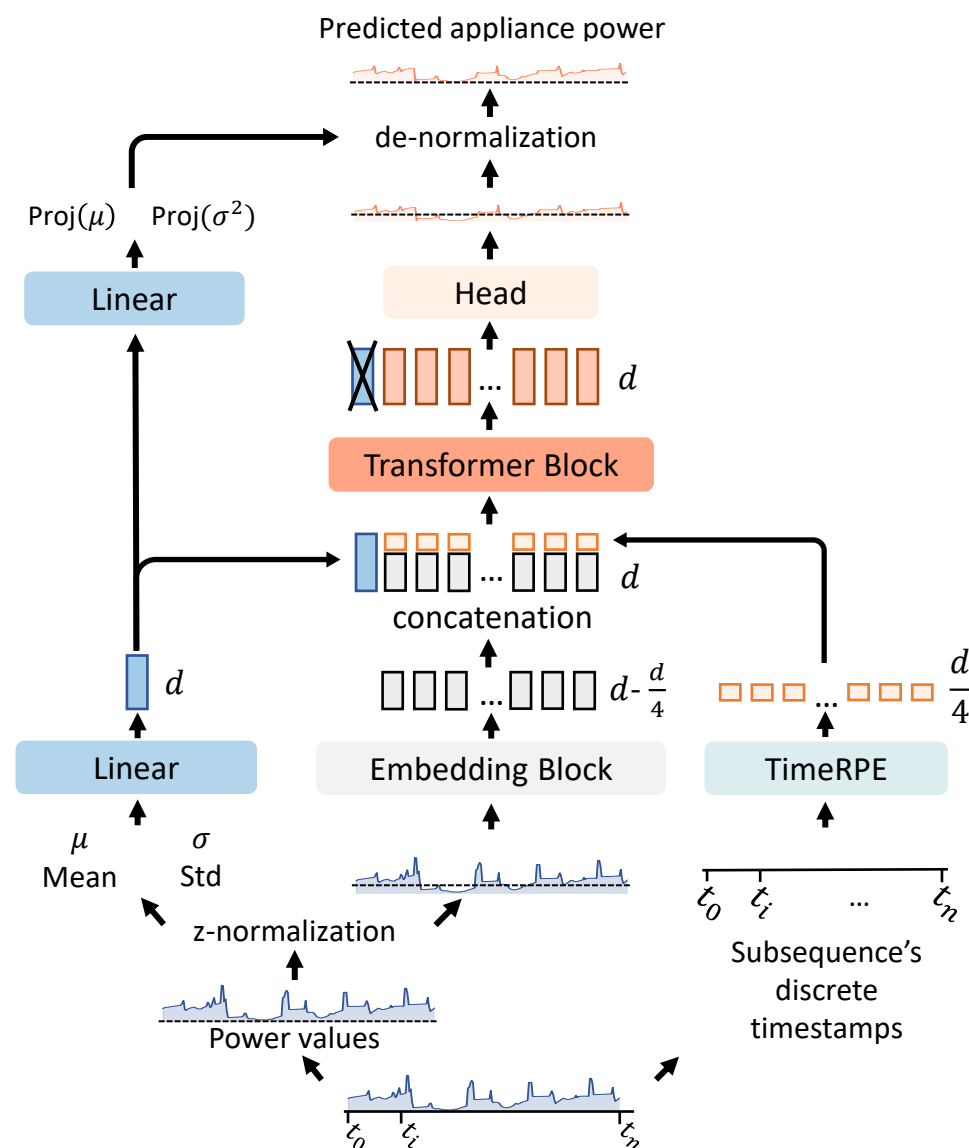 Predicted appliance power
de-normalization
Proj(μ) Proj(σ²)
Linear
Head
...
d
Transformer Block
...
d
concatenation
d
...
d-d/4
...
d/4
Linear
Embedding Block
TimeRPE
μ σ
Mean Std
t₀ tᵢ ... tₙ
z-normalization
Subsequence's
discrete
timestamps
Power values
t₀ tᵢ tₙ